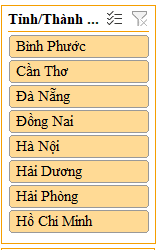 Tỉnh/Thành ...
Bình Phước
Cần Thơ
Đà Nẵng
Đồng Nai
Hà Nội
Hải Dương
Hải Phòng
Hồ Chí Minh